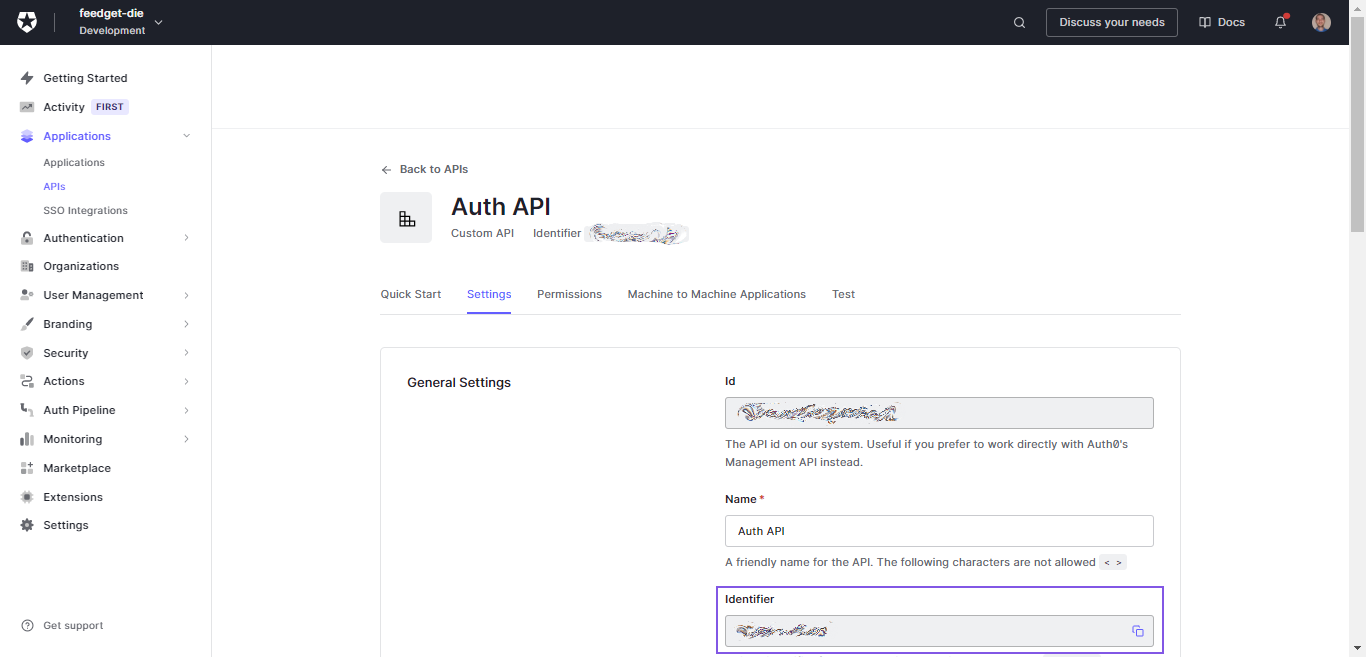 feedget-die
Development
Discuss your needs
Docs
Getting Started
Activity FIRST
Applications
Applications
APIs
SSO Integrations
Authentication
Organizations
User Management
Branding
Security
Actions
Auth Pipeline
Monitoring
Marketplace
Extensions
Settings
Get support
Back to APIs
Auth API
Custom API Identifier
Quick Start Settings Permissions Machine to Machine Applications Test
General Settings
Id
The API id on our system. Useful if you prefer to work directly with Auth0's
Management API instead.
Name *
Auth API
A friendly name for the API. The following characters are not allowed < >
Identifier